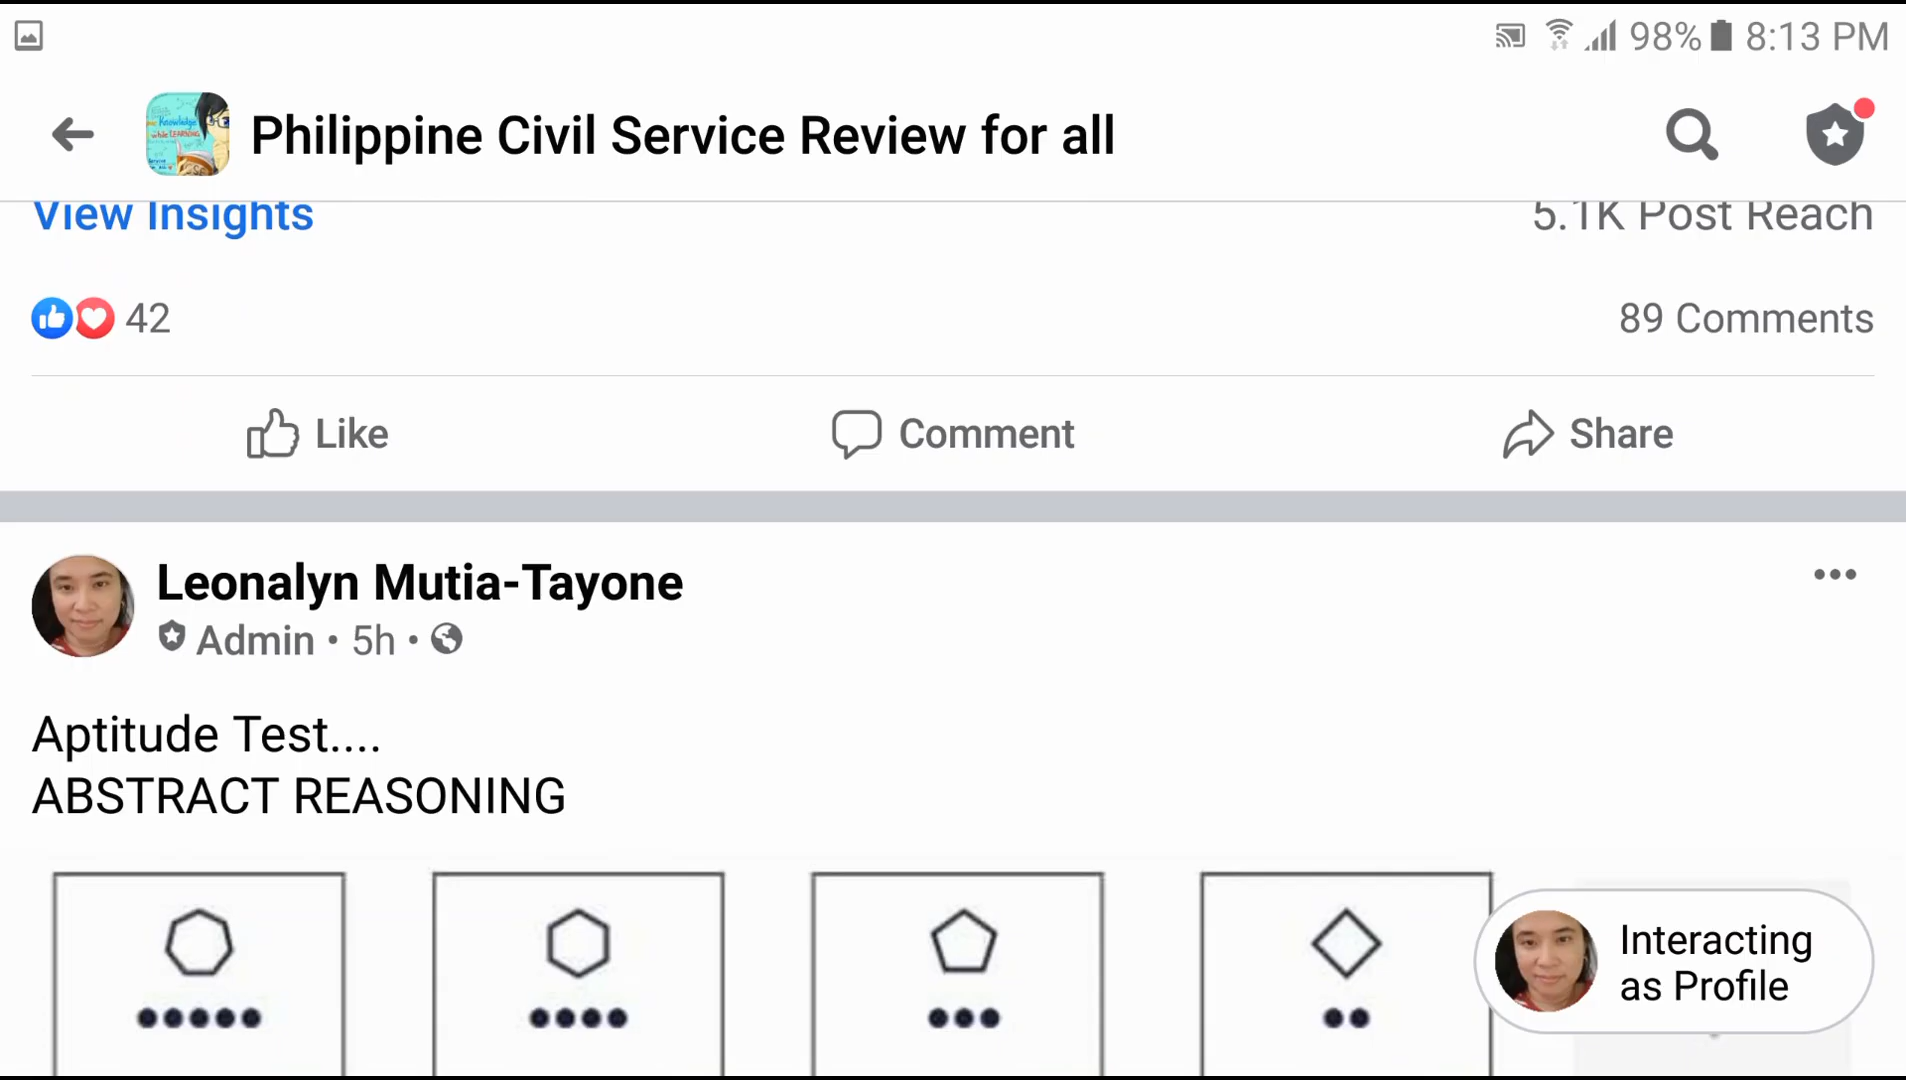 98% 8:13 PM
Philippine Civil Service Review for all
View Insights
5.1K Post Reach
42
89 Comments
Like
Comment
Share
Leonalyn Mutia-Tayone
Admin • 5h •
Aptitude Test....
ABSTRACT REASONING
Interacting
as Profile